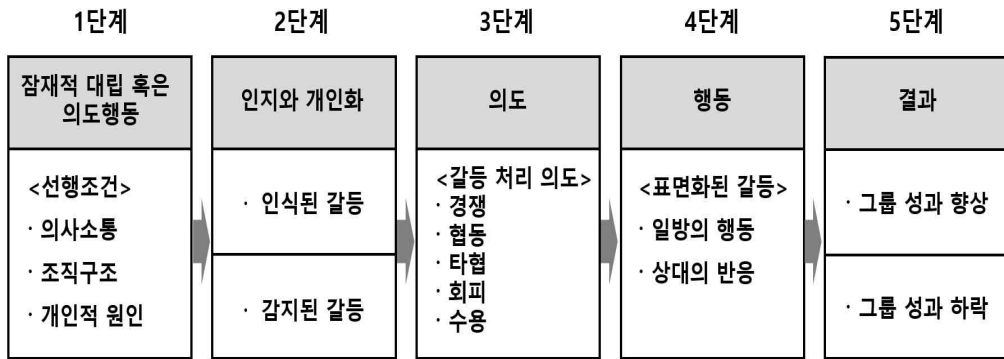 1단계
2단계
3단계
4단계
5단계
잠재적 대립 혹은
의도행동
인지와 개인화
의도
행동
결과
<선행조건>
· 의사소통
· 조직구조
· 개인적 원인
· 인식된 갈등
· 감지된 갈등
<갈등 처리 의도>
· 경쟁
· 협동
· 타협
· 회피
· 수용
<표면화된 갈등>
· 일방의 행동
· 상대의 반응
· 그룹 성과 향상
· 그룹 성과 하락